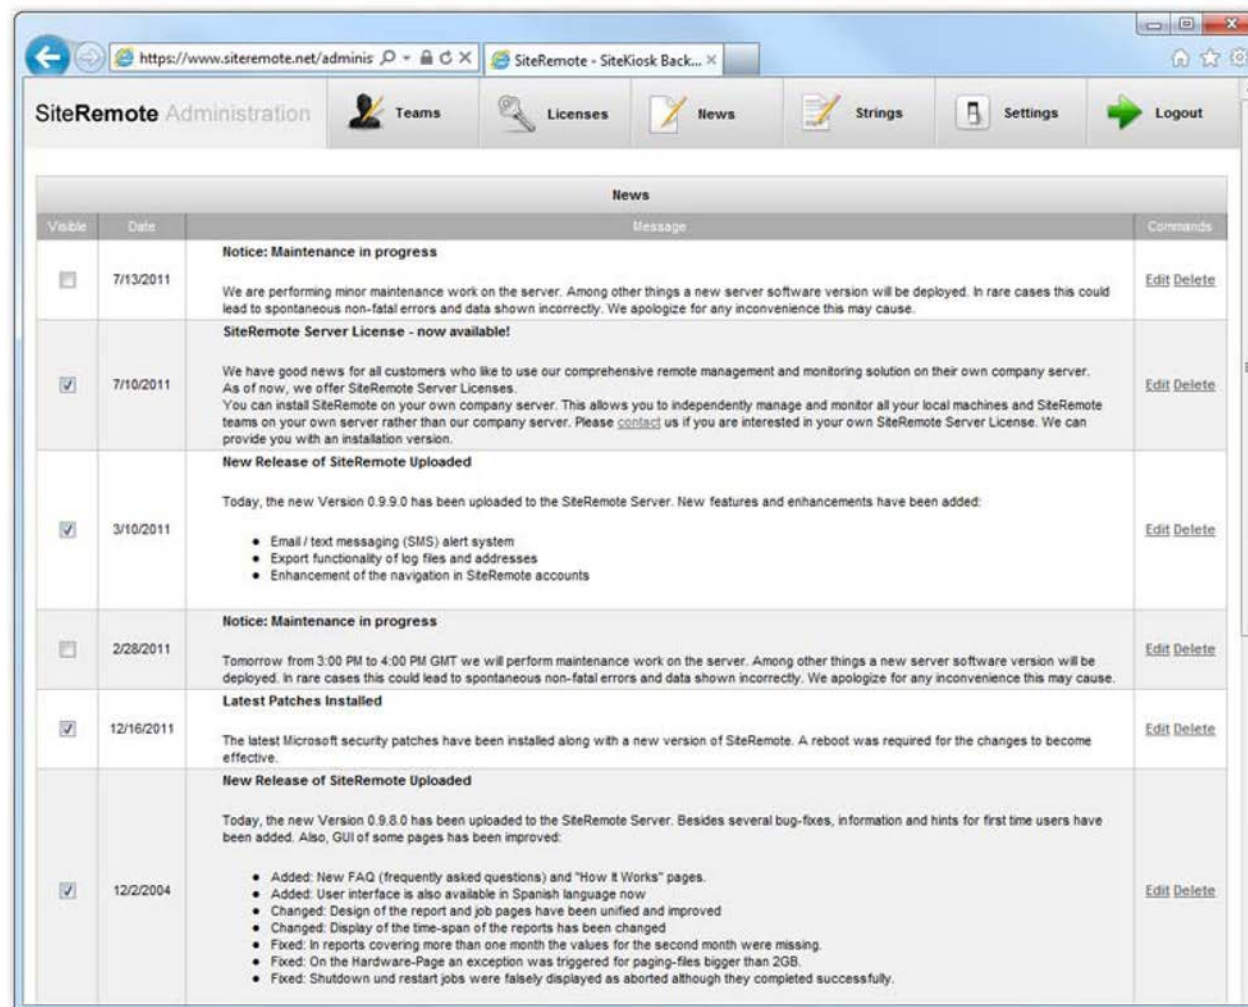 https://www.siteremote.net/adminis
SiteRemote - SiteKiosk Back...
SiteRemote Administration
Teams
Licenses
News
Strings
Settings
Logout
News
Visible Date Message Commands
Notice: Maintenance in progress
7/13/2011
Edit Delete
We are performing minor maintenance work on the server. Among other things a new server software version will be deployed. In rare cases this could
lead to spontaneous non-fatal errors and data shown incorrectly. We apologize for any inconvenience this may cause.
SiteRemote Server License - now available!
We have good news for all customers who like to use our comprehensive remote management and monitoring solution on their own company server.
7/10/2011
As of now, we offer SiteRemote Server Licenses.
Edit Delete
You can install SiteRemote on your own company server. This allows you to independently manage and monitor all your local machines and SiteRemote
teams on your own server rather than our company server. Please contact us if you are interested in your own SiteRemote Server License. We can
provide you with an installation version.
New Release of SiteRemote Uploaded
Today, the new Version 0.9.9.0 has been uploaded to the SiteRemote Server. New features and enhancements have been added:
3/10/2011
Edit Delete
• Email / text messaging (SMS) alert system
• Export functionality of log files and addresses
• Enhancement of the navigation in SiteRemote accounts
Notice: Maintenance in progress
2/28/2011
Edit Delete
Tomorrow from 3:00 PM to 4:00 PM GMT we will perform maintenance work on the server. Among other things a new server software version will be
deployed. In rare cases this could lead to spontaneous non-fatal errors and data shown incorrectly. We apologize for any inconvenience this may cause.
Latest Patches Installed
12/16/2011
Edit Delete
The latest Microsoft security patches have been installed along with a new version of SiteRemote. A reboot was required for the changes to become
effective.
New Release of SiteRemote Uploaded
Today, the new Version 0.9.8.0 has been uploaded to the SiteRemote Server. Besides several bug-fixes, information and hints for first time users have
been added. Also, GUI of some pages has been improved:
• Added: New FAQ (frequently asked questions) and "How It Works" pages.
12/2/2004
• Added: User interface is also available in Spanish language now
Edit Delete
• Changed: Design of the report and job pages have been unified and improved
• Changed: Display of the time-span of the reports has been changed
• Fixed: In reports covering more than one month the values for the second month were missing.
• Fixed: On the Hardware-Page an exception was triggered for paging-files bigger than 2GB.
• Fixed: Shutdown und restart jobs were falsely displayed as aborted although they completed successfully.